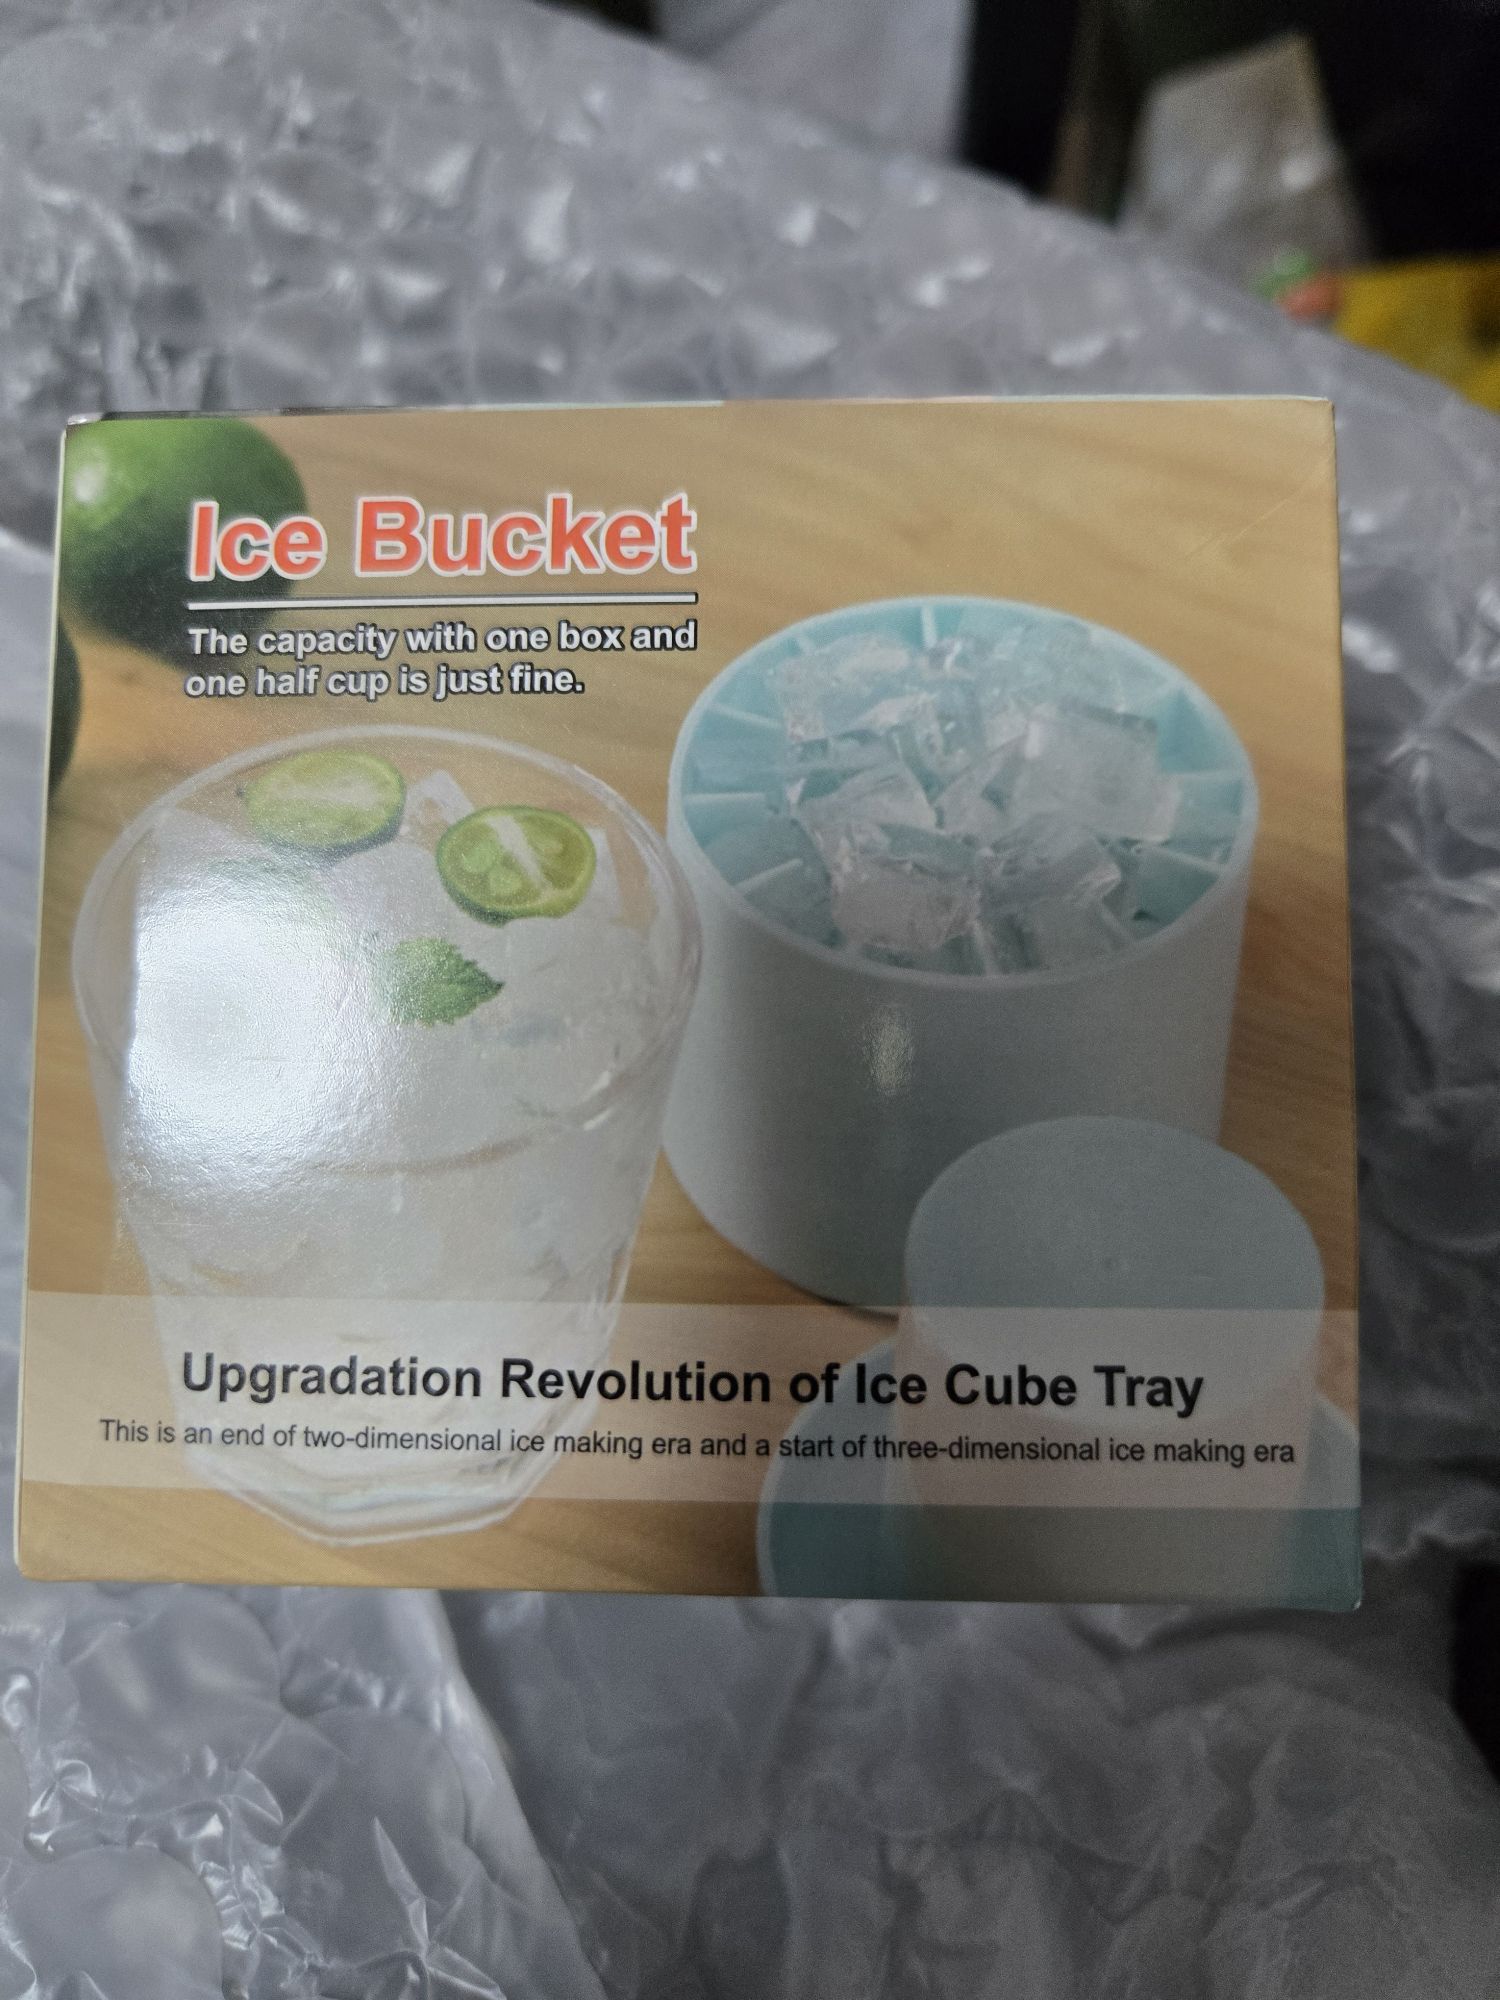 Ice Bucket
The capacity with one box and
one half cup is just fine.
Upgradation Revolution of Ice Cube Tray
This is an end of two-dimensional ice making era and a start of three-dimensional ice making era